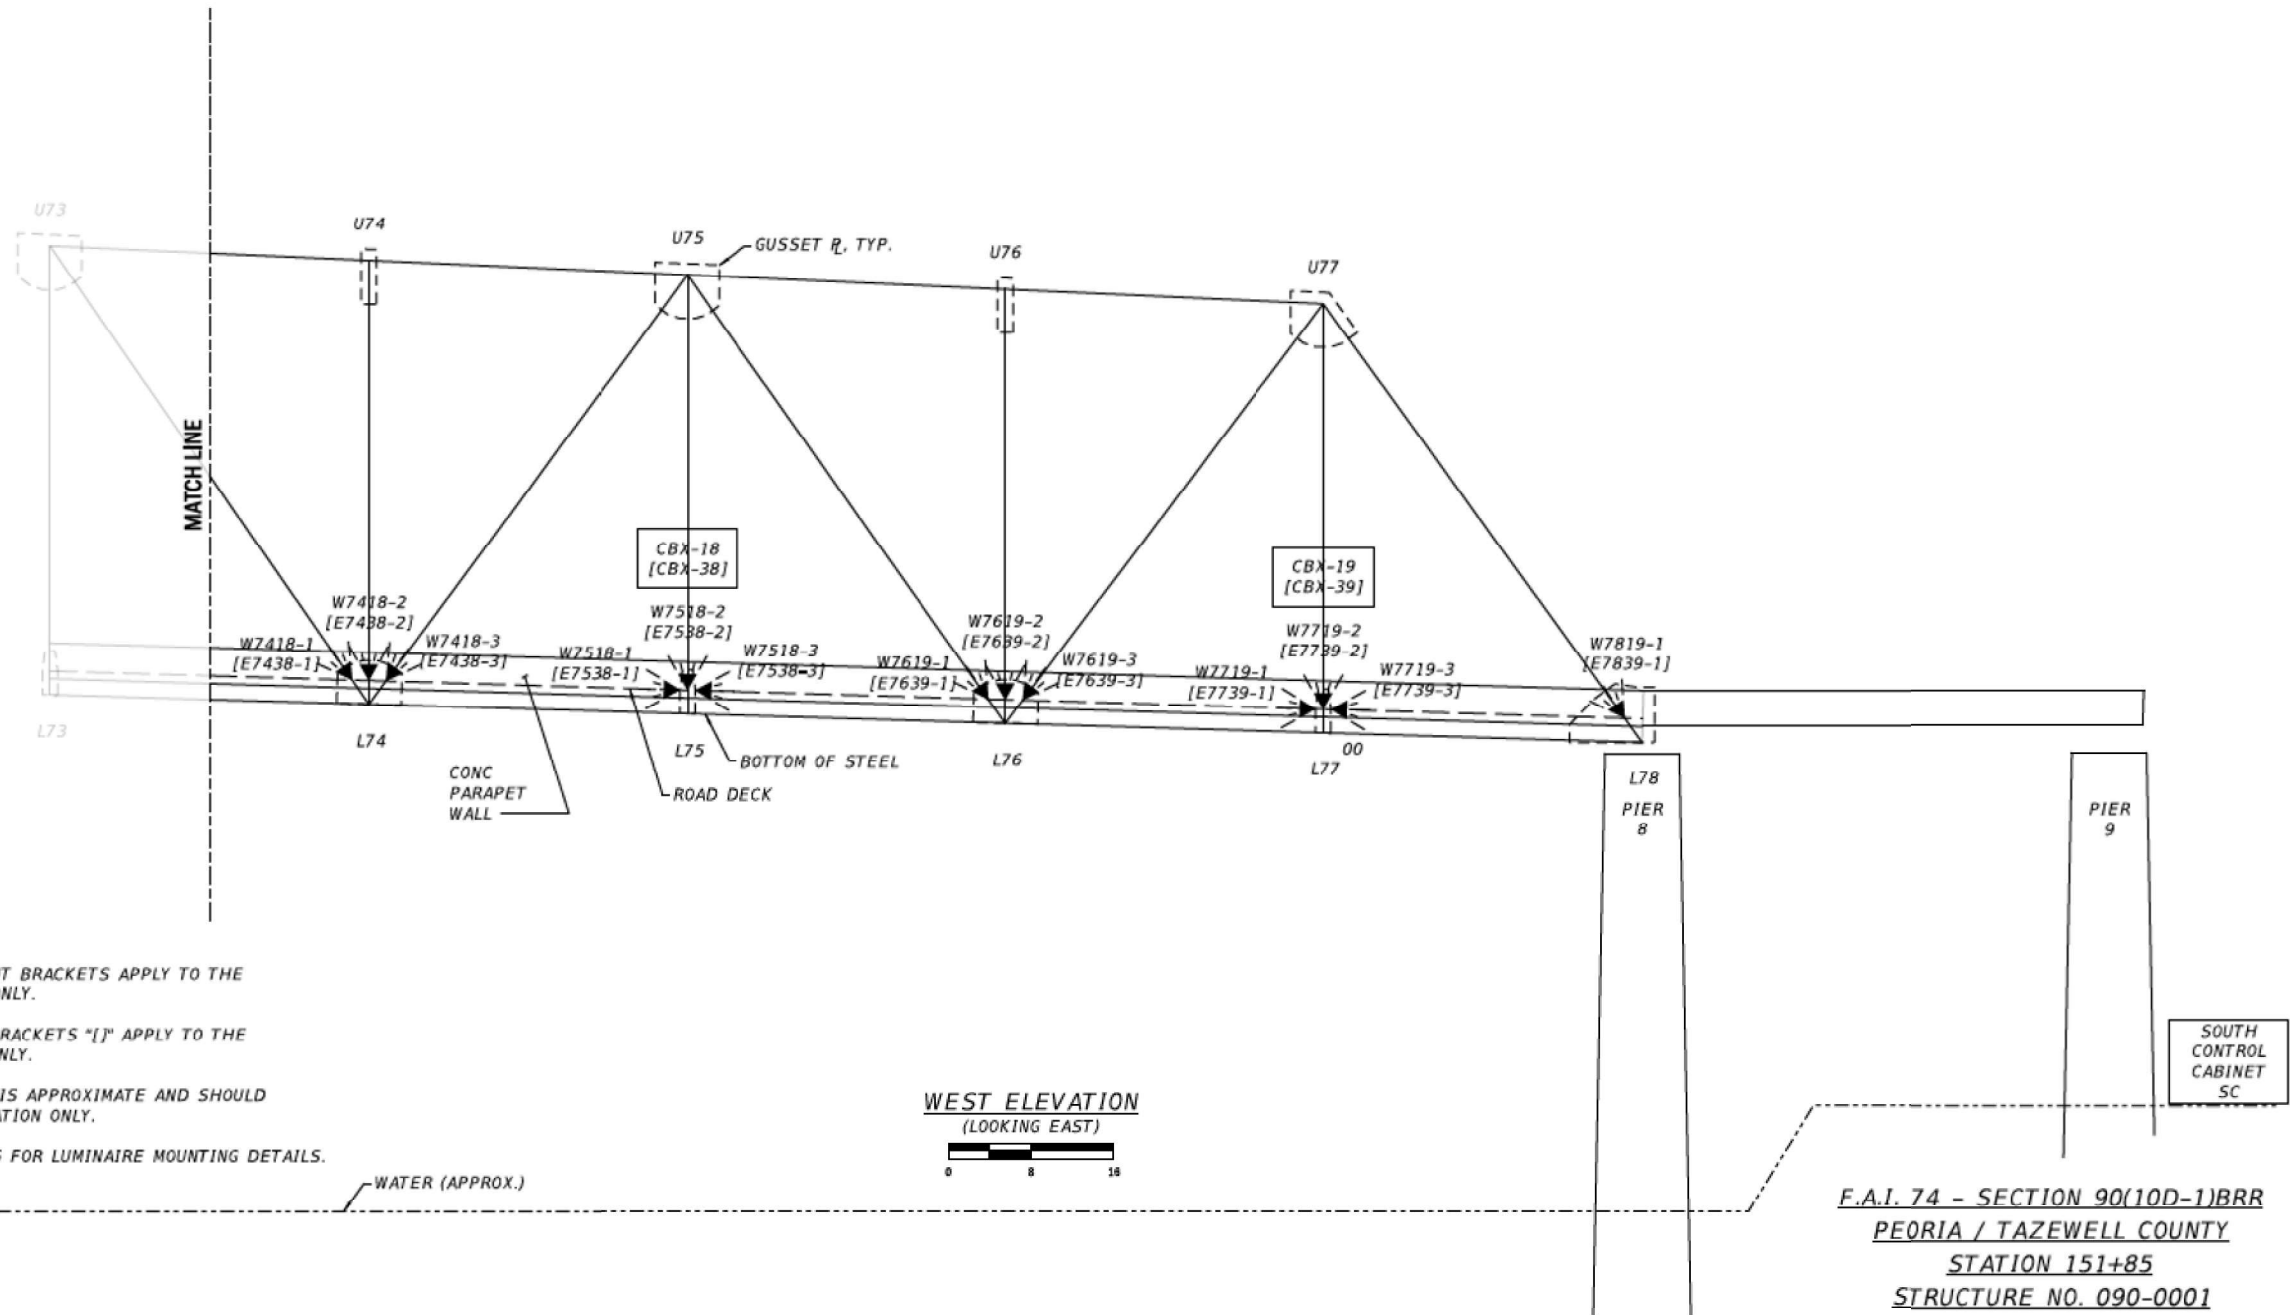 U73
U74
U75
GUSSET ⅊, TYP.
U76
U77
MATCH LINE
CBX-18
[CBX-38]
CBX-19
[CBX-39]
W7418-2
[E7438-2]
W7418-1
[E7438-1]
W7418-3
[E7438-3]
W7518-2
[E7538-2]
W7518-1
[E7538-1]
W7518-3
[E7538-3]
W7619-2
[E7639-2]
W7619-1
[E7639-1]
W7619-3
[E7639-3]
W7719-2
[E7739-2]
W7719-1
[E7739-1]
W7719-3
[E7739-3]
W7819-1
[E7839-1]
L73
L74
L75
L76
L77
00
L78
PIER
8
PIER
9
BOTTOM OF STEEL
ROAD DECK
CONC
PARAPET
WALL
T BRACKETS APPLY TO THE
NLY.
RACKETS "[]" APPLY TO THE
NLY.
IS APPROXIMATE AND SHOULD
ATION ONLY.
FOR LUMINAIRE MOUNTING DETAILS.
WATER (APPROX.)
WEST ELEVATION
(LOOKING EAST)
0 8 16
SOUTH
CONTROL
CABINET
SC
F.A.I. 74 - SECTION 90(10D-1)BRR
PEORIA / TAZEWELL COUNTY
STATION 151+85
STRUCTURE NO. 090-0001